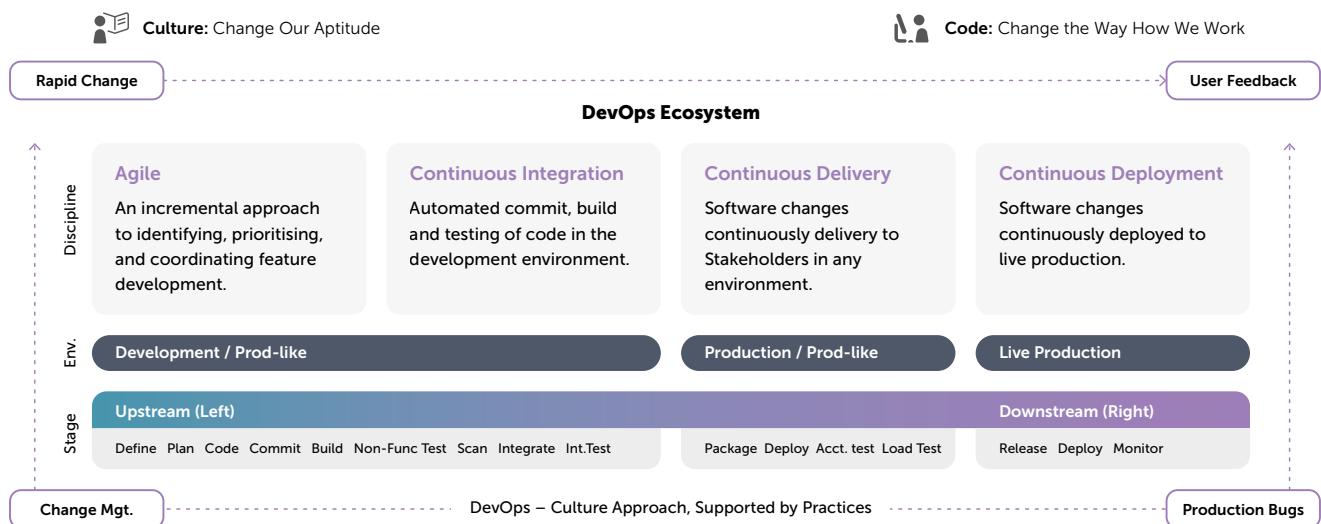 Culture: Change Our Aptitude
Code: Change the Way How We Work
Rapid Change
User Feedback
DevOps Ecosystem
Discipline
Agile
An incremental approach
to identifying, prioritising,
and coordinating feature
development.
Continuous Integration
Automated commit, build
and testing of code in the
development environment.
Continuous Delivery
Software changes
continuously delivery to
Stakeholders in any
environment.
Continuous Deployment
Software changes
continuously deployed to
live production.
Env.
Development / Prod-like
Production / Prod-like
Live Production
Stage
Upstream (Left)
Downstream (Right)
Define Plan Code Commit Build Non-Func Test Scan Integrate Int.Test
Package Deploy Acct. test Load Test
Release Deploy Monitor
Change Mgt.
DevOps – Culture Approach, Supported by Practices
Production Bugs